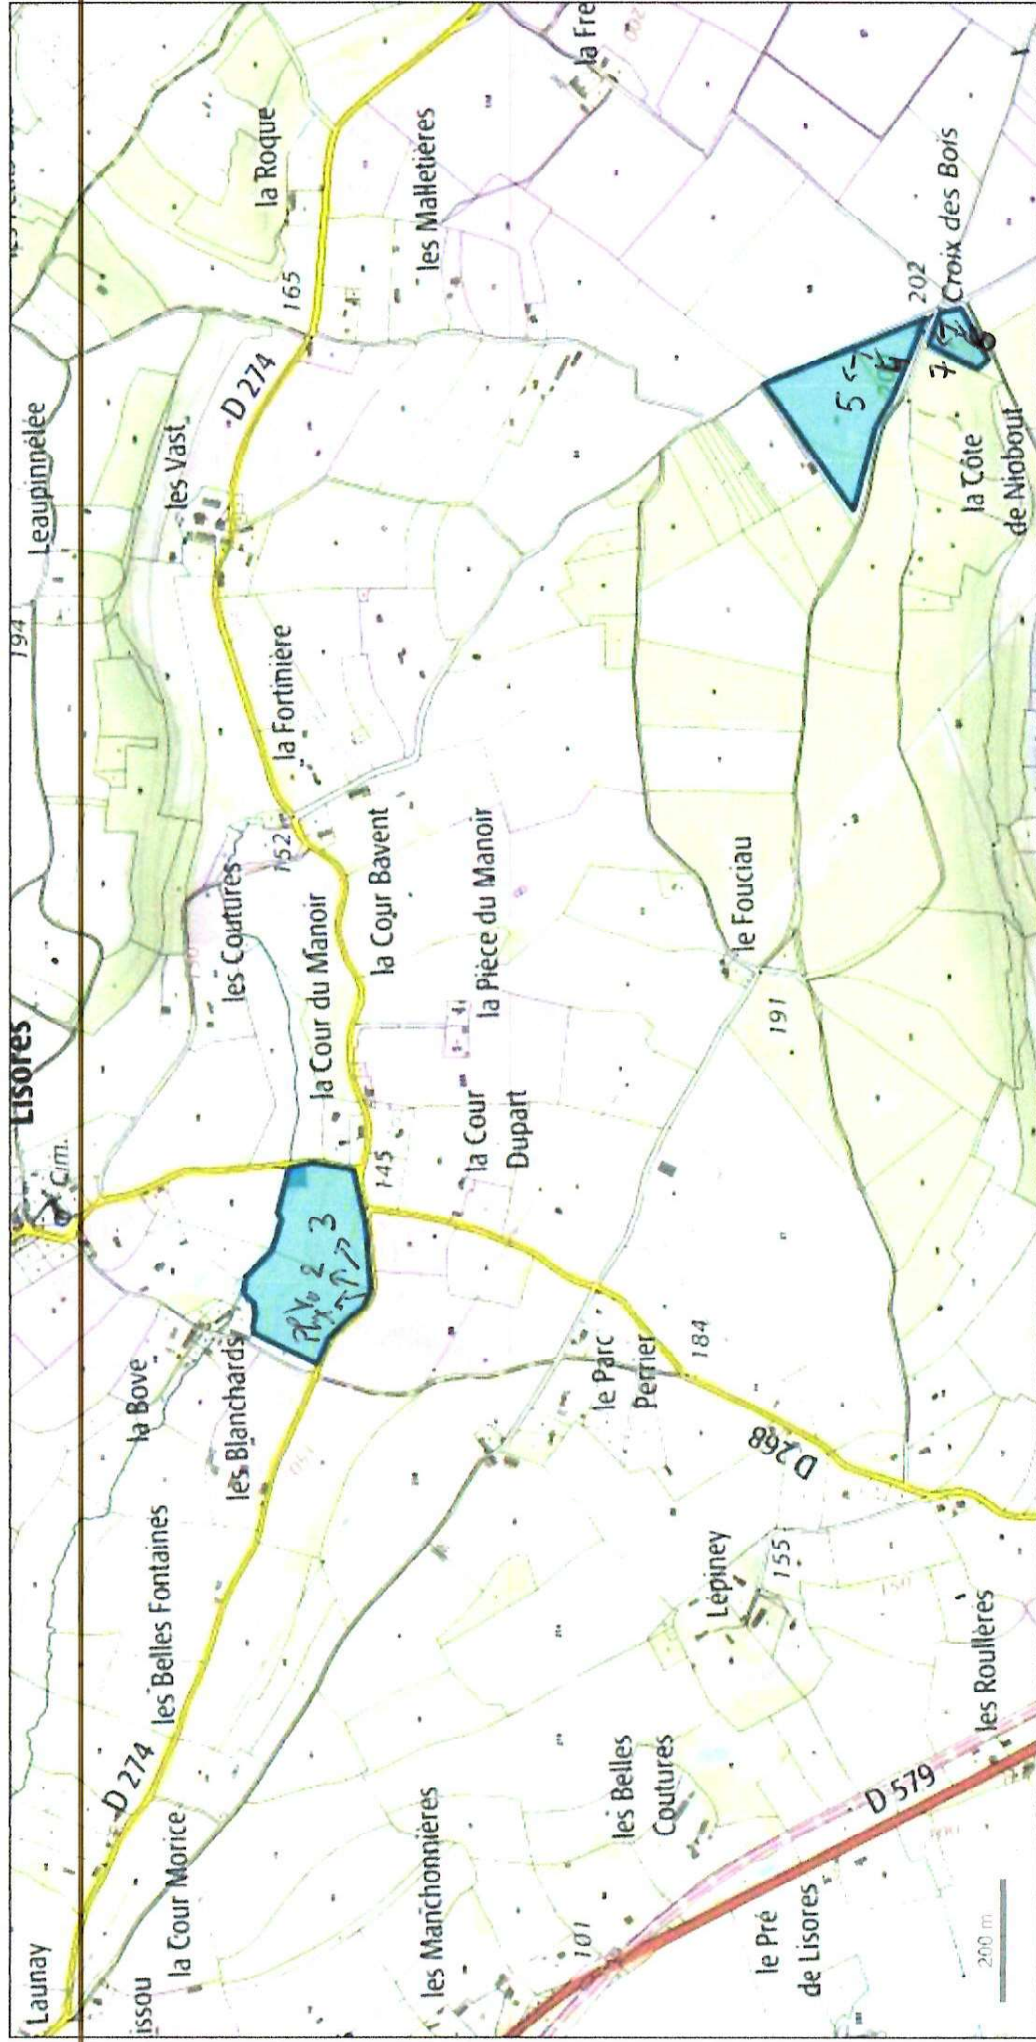 Launay
issou
la Cour Morice
D 274
les Belles Fontaines
la Bove
les Blanchards
Lisores
Cim.
les Coutures
la Cour du Manoir
152
la Fortinière
la Cour Bavent
la Pièce du Manoir
la Cour
Dupart
145
194
Leaupinnelée
les Vast
D 274
165
la Roque
les Malletières
la Fre
200
2
3
les Manchonnières
101
les Belles
Coutures
le Pré
de Lisores
D 579
les Roulières
Lépiney
155
D 268
184
le Parc
Perrier
191
le Fouciau
5
4
7
6
202
Croix des Bois
la Côte
de Niobout
200 m